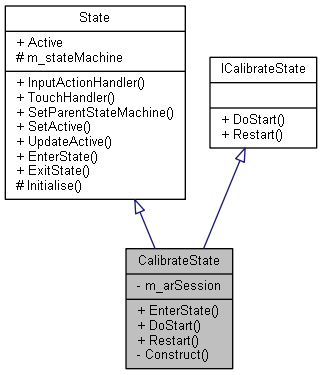 State
+ Active
# m_stateMachine
+ InputActionHandler()
+ TouchHandler()
+ SetParentStateMachine()
+ SetActive()
+ UpdateActive()
+ EnterState()
+ ExitState()
# Initialise()
ICalibrateState
+ DoStart()
+ Restart()
CalibrateState
- m_arSession
+ EnterState()
+ DoStart()
+ Restart()
- Construct()